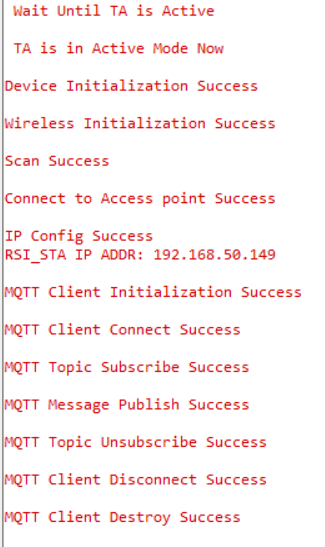 Wait Until TA is Active
TA is in Active Mode Now
Device Initialization Success
Wireless Initialization Success
Scan Success
Connect to Access point Success
IP Config Success
RSI_STA IP ADDR: 192.168.50.149
MQTT Client Initialization Success
MQTT Client Connect Success
MQTT Topic Subscribe Success
MQTT Message Publish Success
MQTT Topic Unsubscribe Success
MQTT Client Disconnect Success
MQTT Client Destroy Success